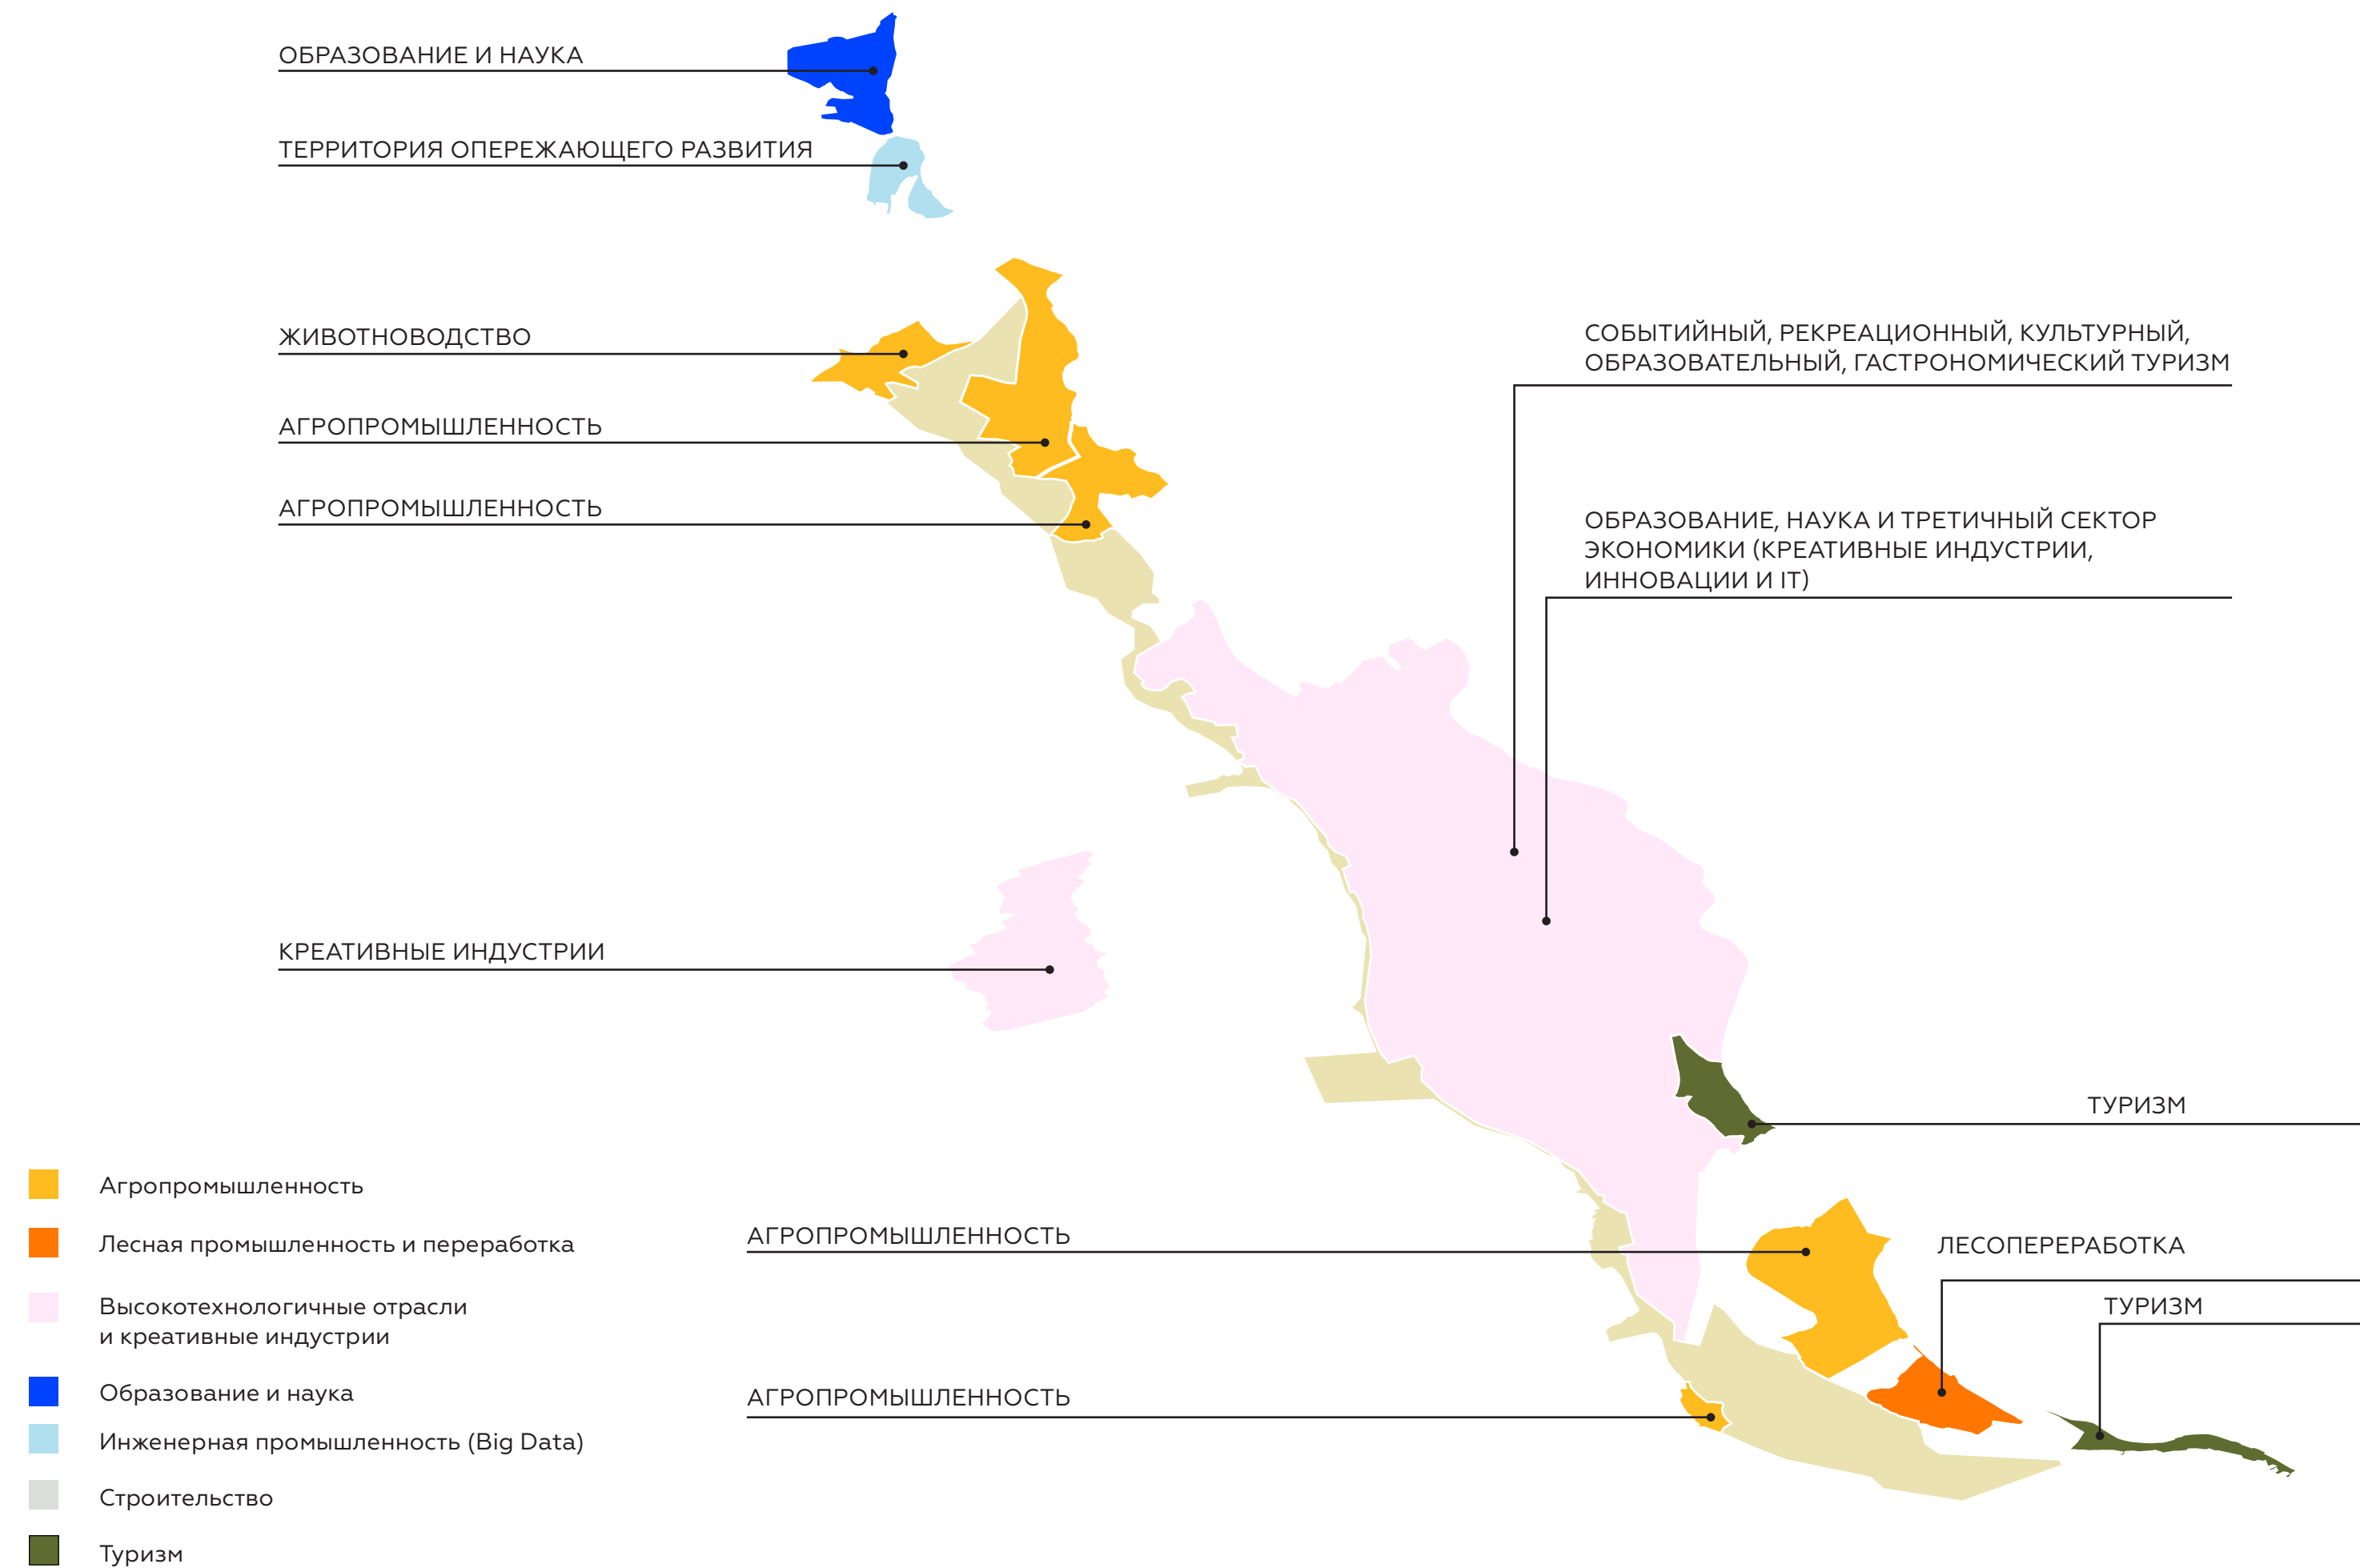 ОБРАЗОВАНИЕ И НАУКА
ТЕРРИТОРИЯ ОПЕРЕЖАЮЩЕГО РАЗВИТИЯ
ЖИВОТНОВОДСТВО
АГРОПРОМЫШЛЕННОСТЬ
АГРОПРОМЫШЛЕННОСТЬ
СОБЫТИЙНЫЙ, РЕКРЕАЦИОННЫЙ, КУЛЬТУРНЫЙ,
ОБРАЗОВАТЕЛЬНЫЙ, ГАСТРОНОМИЧЕСКИЙ ТУРИЗМ
ОБРАЗОВАНИЕ, НАУКА И ТРЕТИЧНЫЙ СЕКТОР
ЭКОНОМИКИ (КРЕАТИВНЫЕ ИНДУСТРИИ,
ИННОВАЦИИ И IT)
КРЕАТИВНЫЕ ИНДУСТРИИ
ТУРИЗМ
АГРОПРОМЫШЛЕННОСТЬ
ЛЕСОПЕРЕРАБОТКА
ТУРИЗМ
АГРОПРОМЫШЛЕННОСТЬ
Агропромышленность
Лесная промышленность и переработка
Высокотехнологичные отрасли
и креативные индустрии
Образование и наука
Инженерная промышленность (Big Data)
Строительство
Туризм